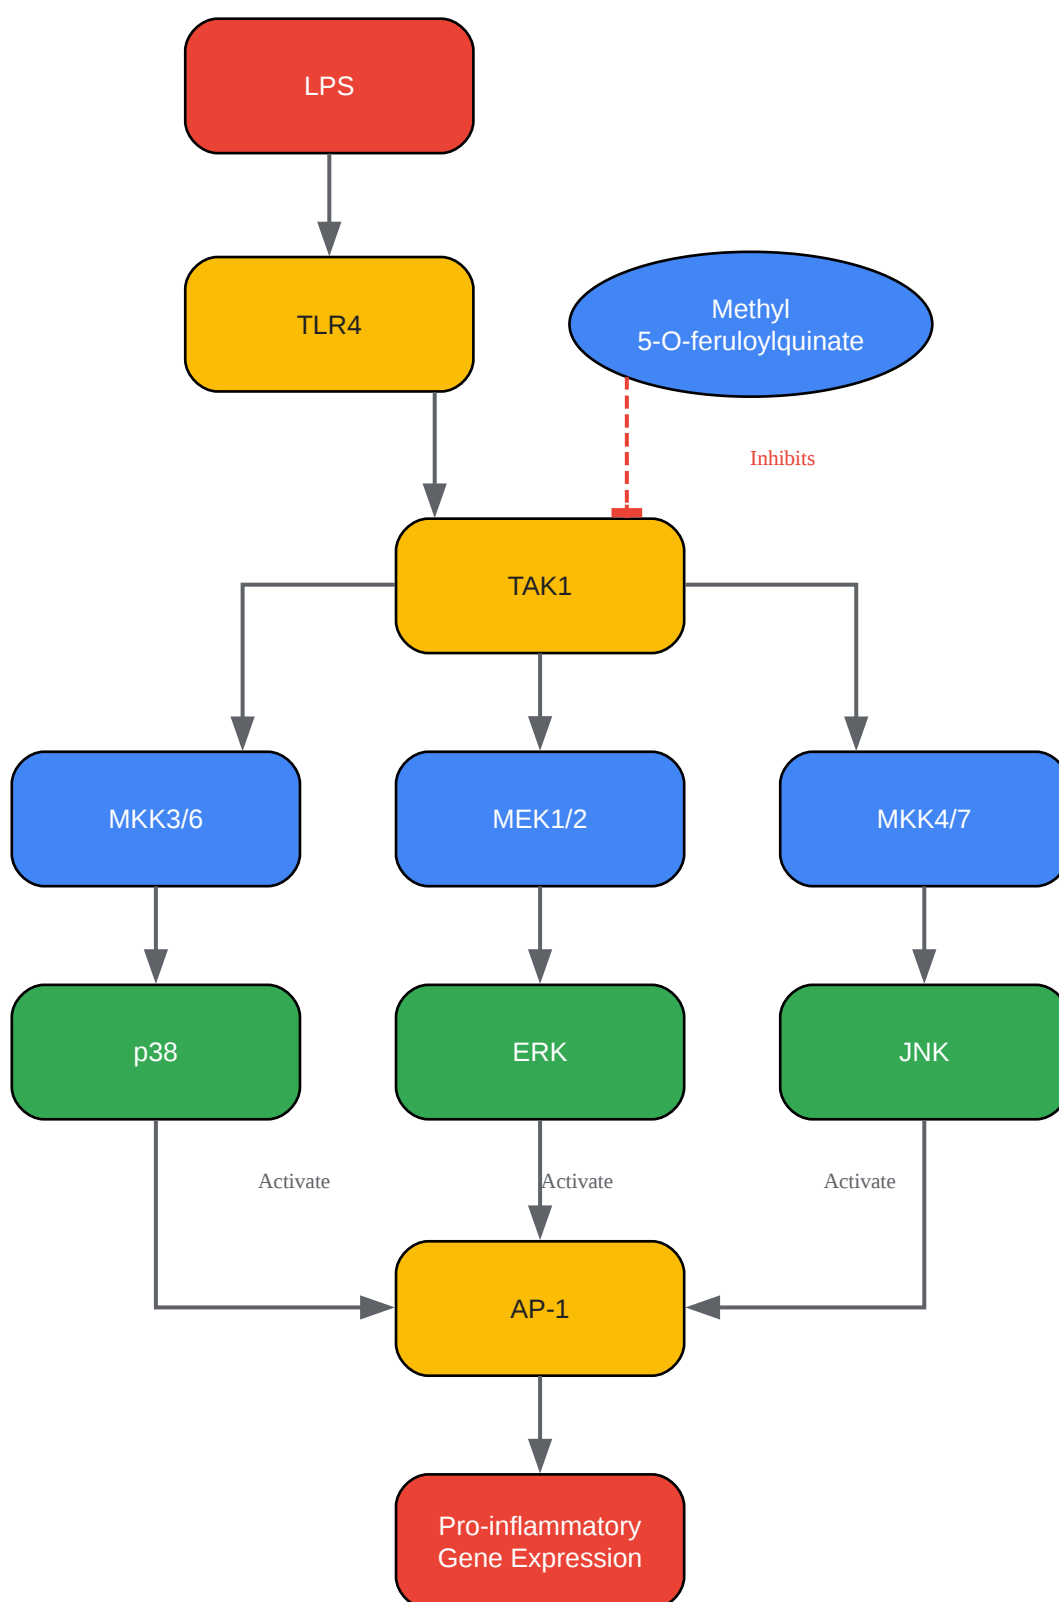 LPS
TLR4
Methyl
5-O-feruloylquinate
Inhibits
TAK1
MKK3/6
MEK1/2
MKK4/7
p38
ERK
JNK
Activate
Activate
Activate
AP-1
Pro-inflammatory
Gene Expression